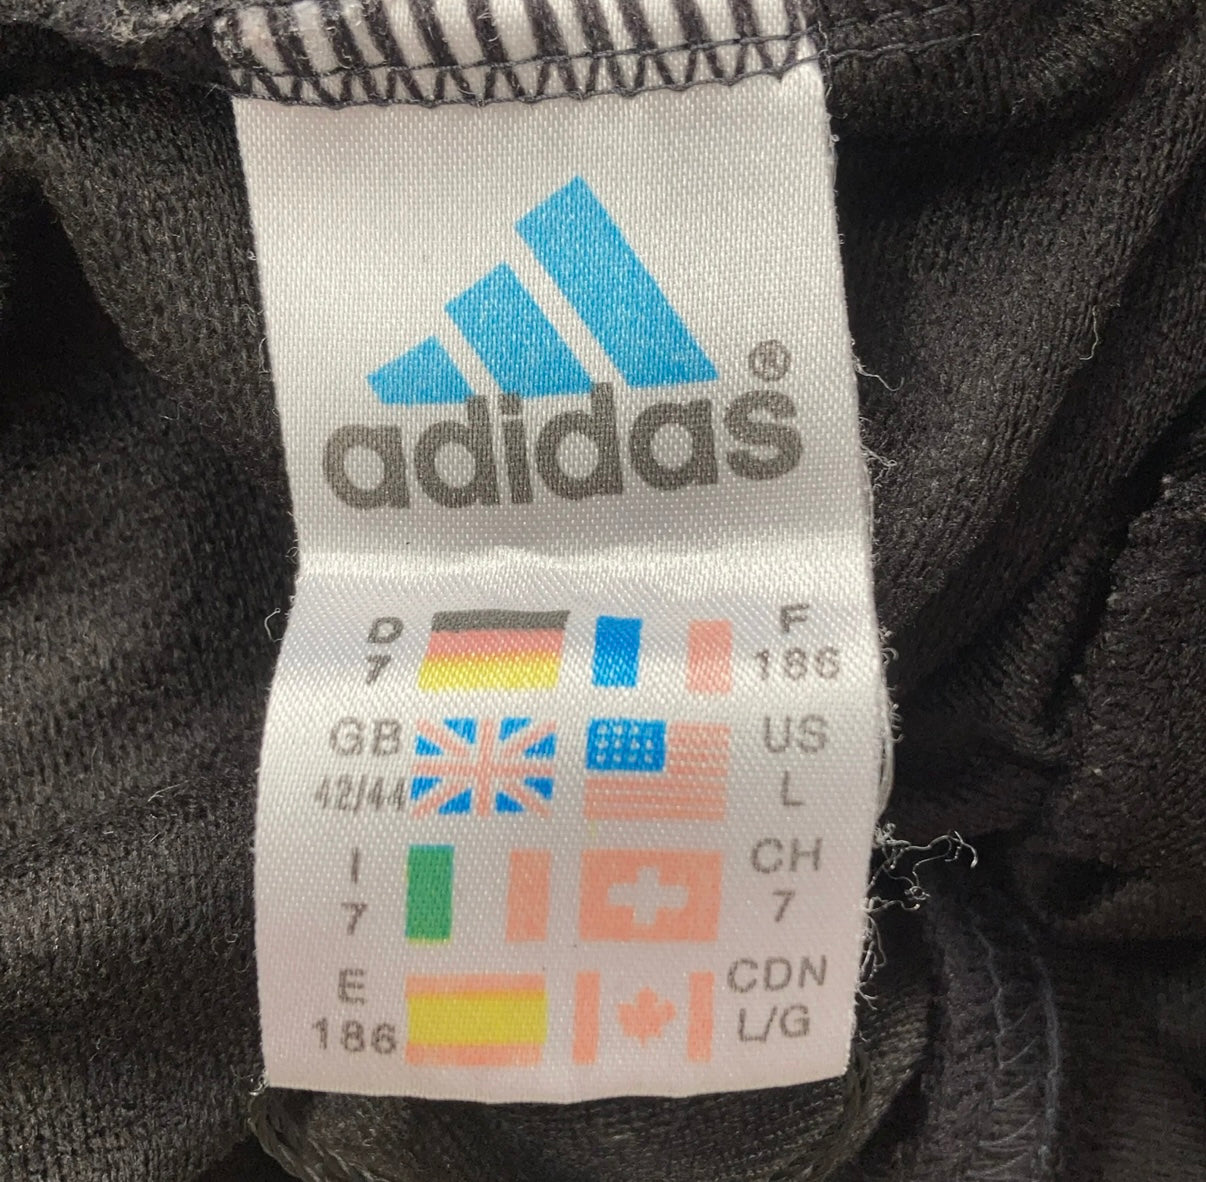 adidas®
D F
7 186
GB US
42/44 L
I CH
7 7
E CDN
186 L/G